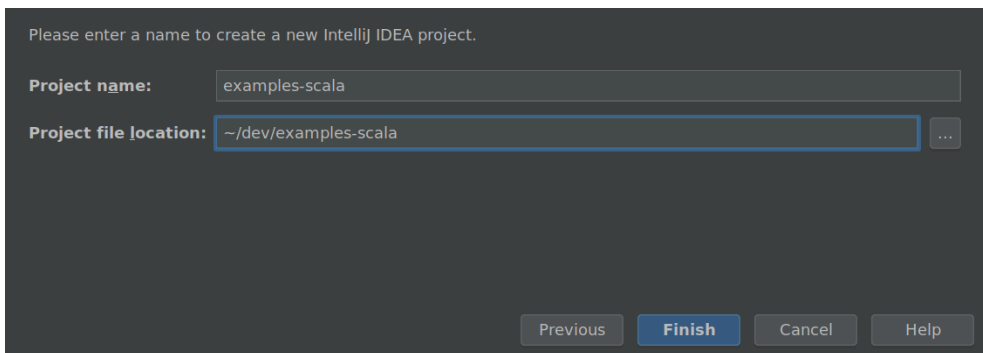 Please enter a name to create a new IntelliJ IDEA project.
Project name: examples-scala
Project file location: ~/dev/examples-scala ...
Previous Finish Cancel Help